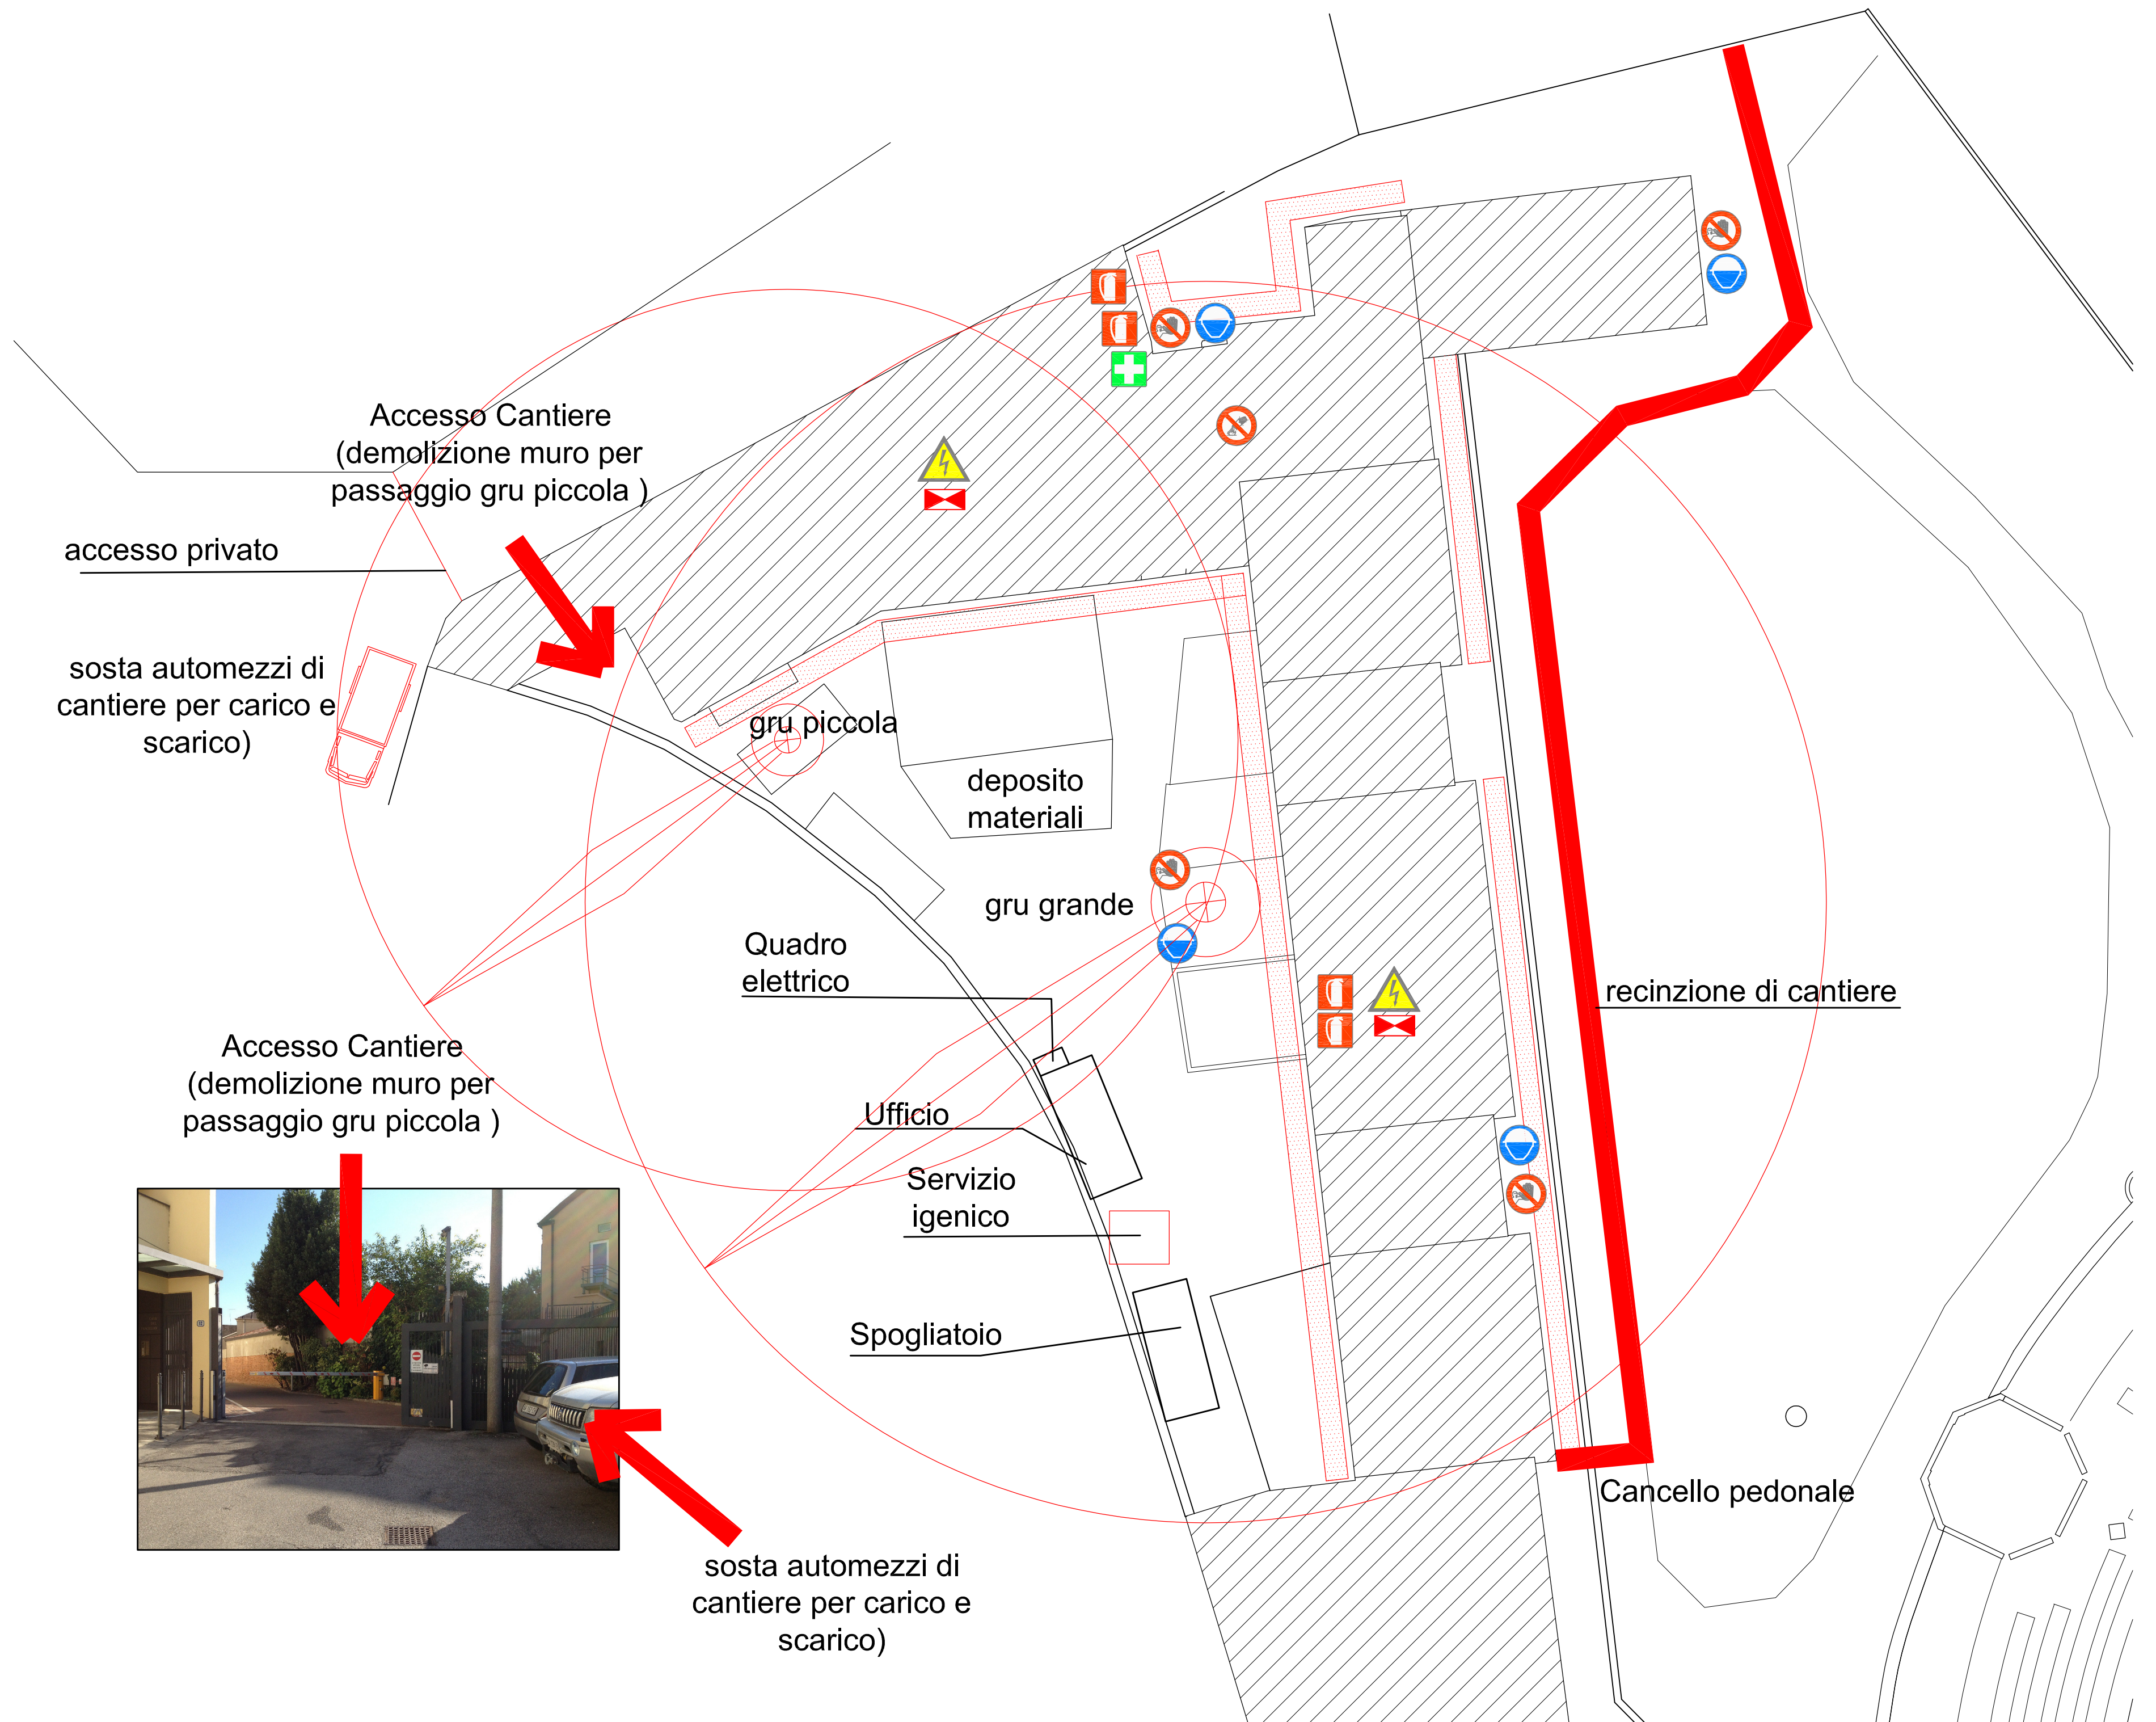 Accesso Cantiere
(demolizione muro per
passaggio gru piccola )
accesso privato
sosta automezzi di
cantiere per carico e
scarico)
gru piccola
deposito
materiali
gru grande
Quadro
elettrico
recinzione di cantiere
Accesso Cantiere
(demolizione muro per
passaggio gru piccola )
Ufficio
Servizio
igenico
Spogliatoio
Cancello pedonale
sosta automezzi di
cantiere per carico e
scarico)